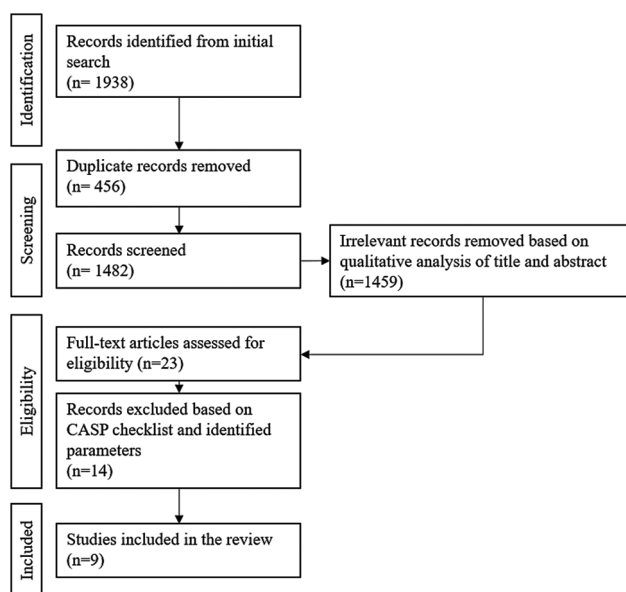 Identification
Records identified from initial
search
(n= 1938)
Screening
Duplicate records removed
(n= 456)
Records screened
(n= 1482)
Irrelevant records removed based on
qualitative analysis of title and abstract
(n=1459)
Eligibility
Full-text articles assessed for
eligibility (n=23)
Records excluded based on
CASP checklist and identified
parameters
(n=14)
Included
Studies included in the review
(n=9)